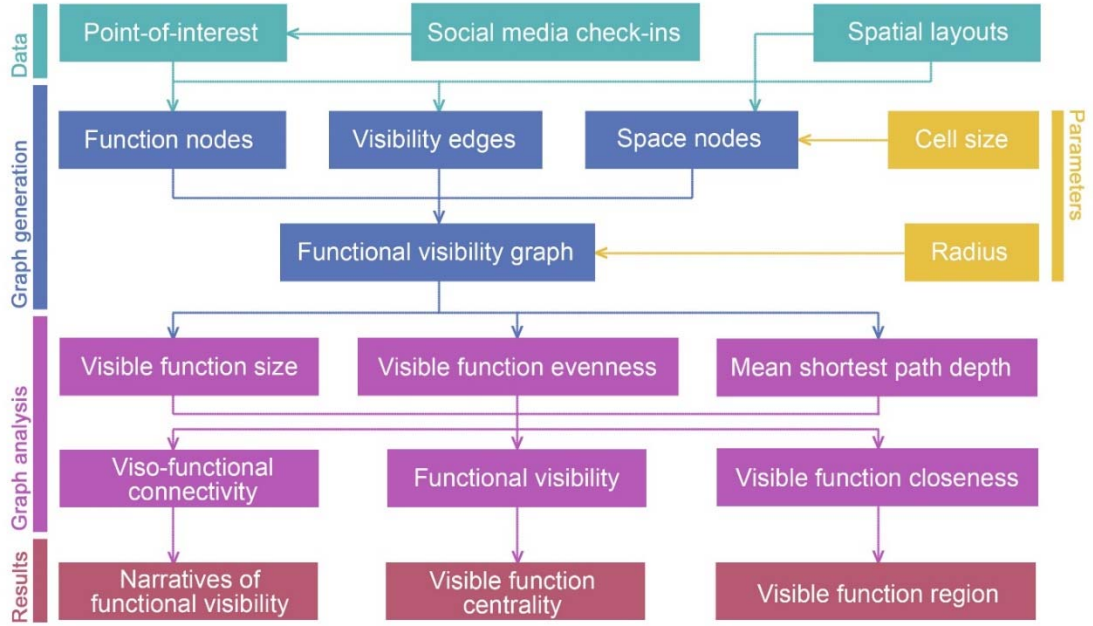 Data
Point-of-interest
Social media check-ins
Spatial layouts
Graph generation
Function nodes
Visibility edges
Space nodes
Cell size
Parameters
Functional visibility graph
Radius
Graph analysis
Visible function size
Visible function evenness
Mean shortest path depth
Viso-functional
connectivity
Functional visibility
Visible function closeness
Results
Narratives of
functional visibility
Visible function
centrality
Visible function region